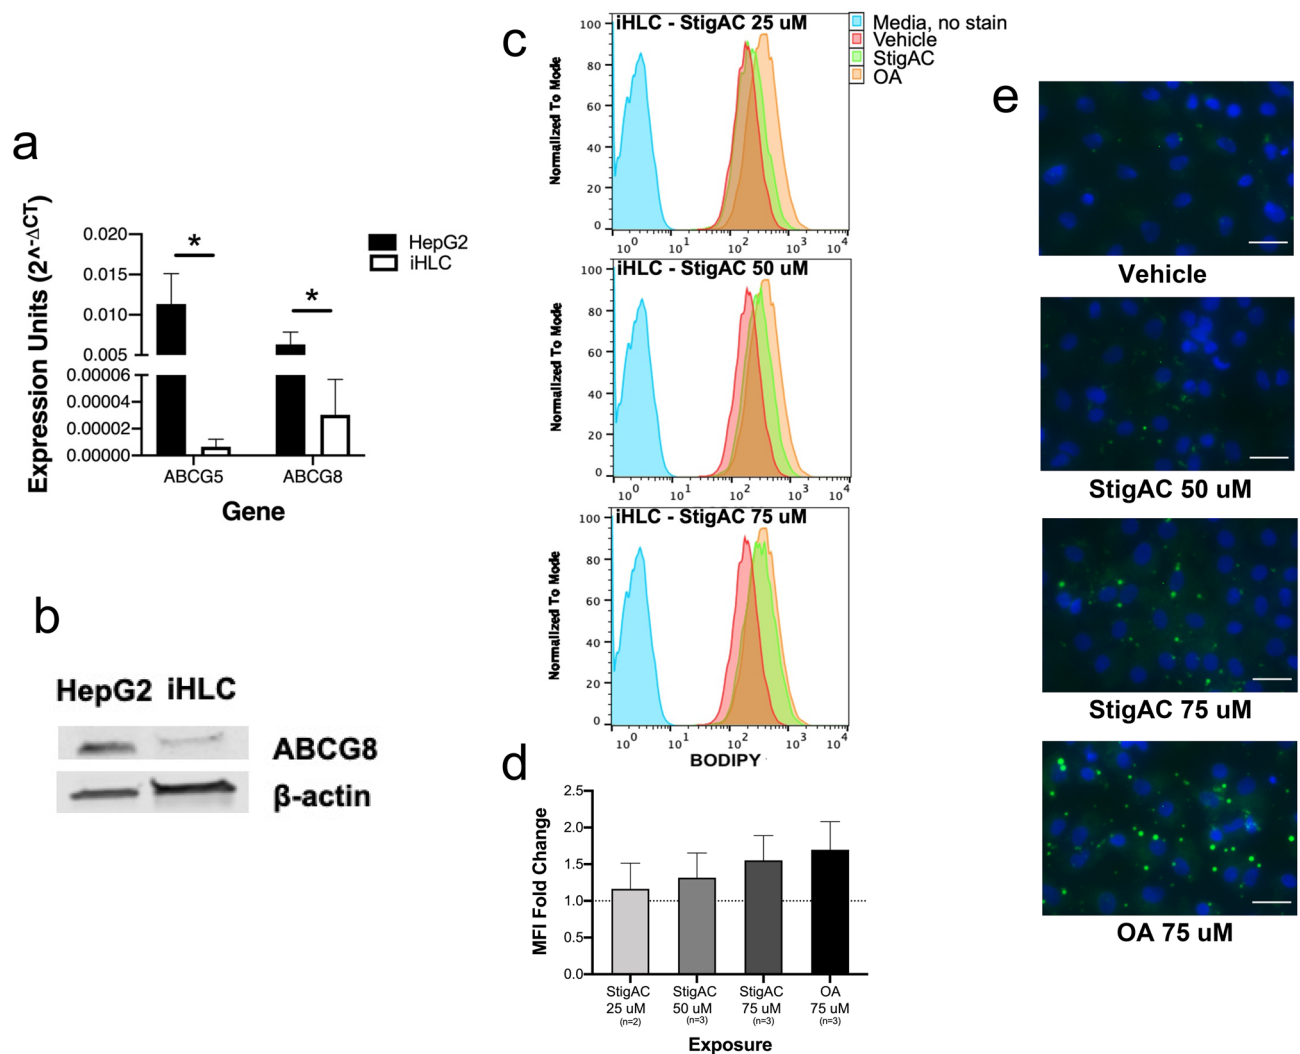 a
Expression Units (2^-ΔCT)
0.020
0.015
0.010
0.005
0.00006
0.00004
0.00002
0.00000
*
*
HepG2
iHLC
ABCG5
ABCG8
Gene
b
HepG2 iHLC
ABCG8
β-actin
c
iHLC - StigAC 25 uM
Normalized To Mode
100
80
60
40
20
0
10^0 10^1 10^2 10^3 10^4
Media, no stain
Vehicle
StigAC
OA
iHLC - StigAC 50 uM
Normalized To Mode
100
80
60
40
20
0
10^0 10^1 10^2 10^3 10^4
iHLC - StigAC 75 uM
Normalized To Mode
100
80
60
40
20
0
10^0 10^1 10^2 10^3 10^4
BODIPY
d
MFI Fold Change
2.5
2.0
1.5
1.0
0.5
0.0
StigAC
25 uM
(n=2)
StigAC
50 uM
(n=3)
StigAC
75 uM
(n=3)
OA
75 uM
(n=3)
Exposure
e
Vehicle
StigAC 50 uM
StigAC 75 uM
OA 75 uM